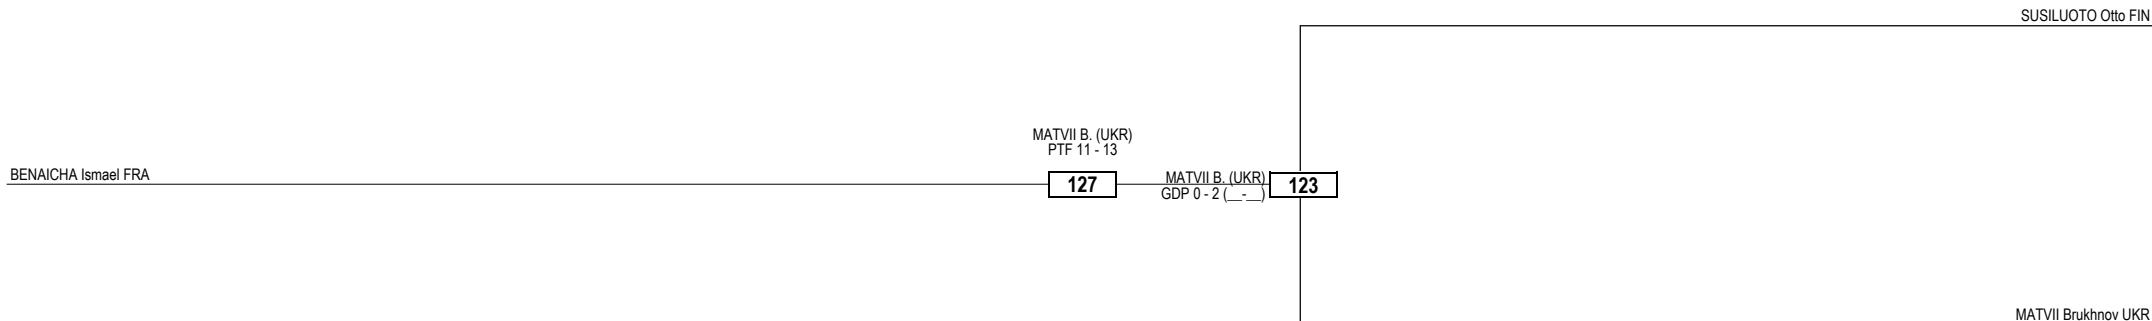 SUSILUOTO Otto FIN
MATVII B. (UKR)
PTF 11 - 13
BENAICHA Ismael FRA
127
MATVII B. (UKR)
GDP 0 - 2 (__-__)
123
MATVII Brukhnov UKR